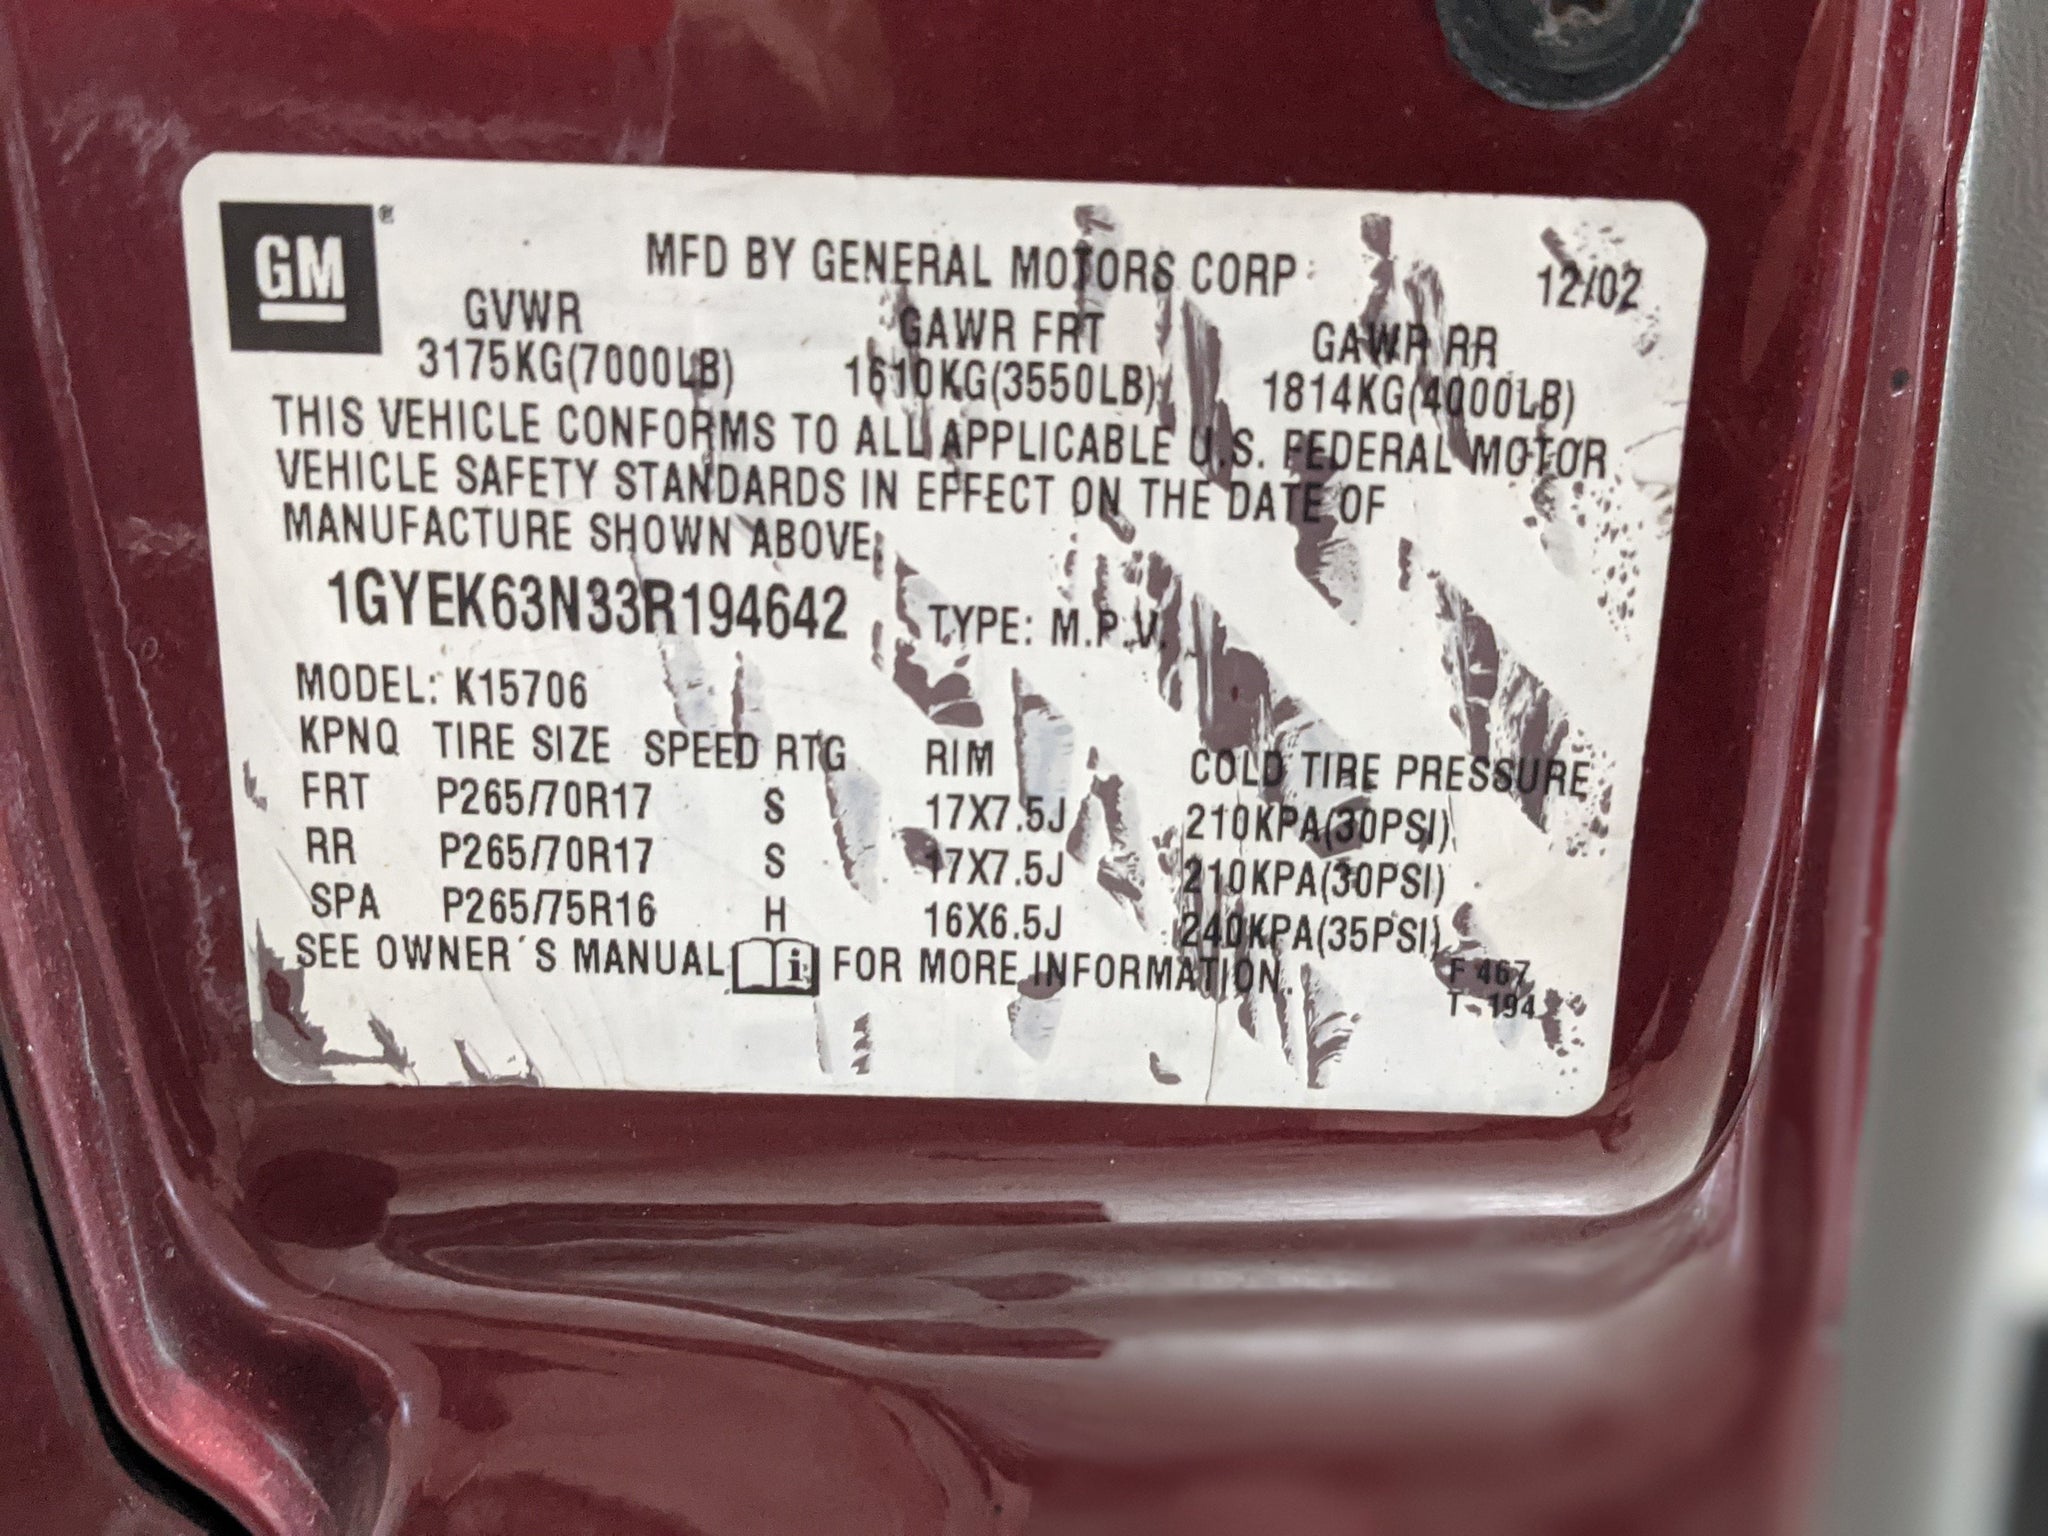 GM®
MFD BY GENERAL MOTORS CORP 12/02
GVWR GAWR FRT GAWR RR
3175KG(7000LB) 1610KG(3550LB) 1814KG(4000LB)
THIS VEHICLE CONFORMS TO ALL APPLICABLE U.S. FEDERAL MOTOR
VEHICLE SAFETY STANDARDS IN EFFECT ON THE DATE OF
MANUFACTURE SHOWN ABOVE.
1GYEK63N33R194642 TYPE: M.P.V.
MODEL: K15706
KPNQ TIRE SIZE SPEED RTG RIM COLD TIRE PRESSURE
FRT P265/70R17 S 17X7.5J 210KPA(30PSI)
RR P265/70R17 S 17X7.5J 210KPA(30PSI)
SPA P265/75R16 H 16X6.5J 240KPA(35PSI)
SEE OWNER´S MANUAL i FOR MORE INFORMATION.
F 467
T 194